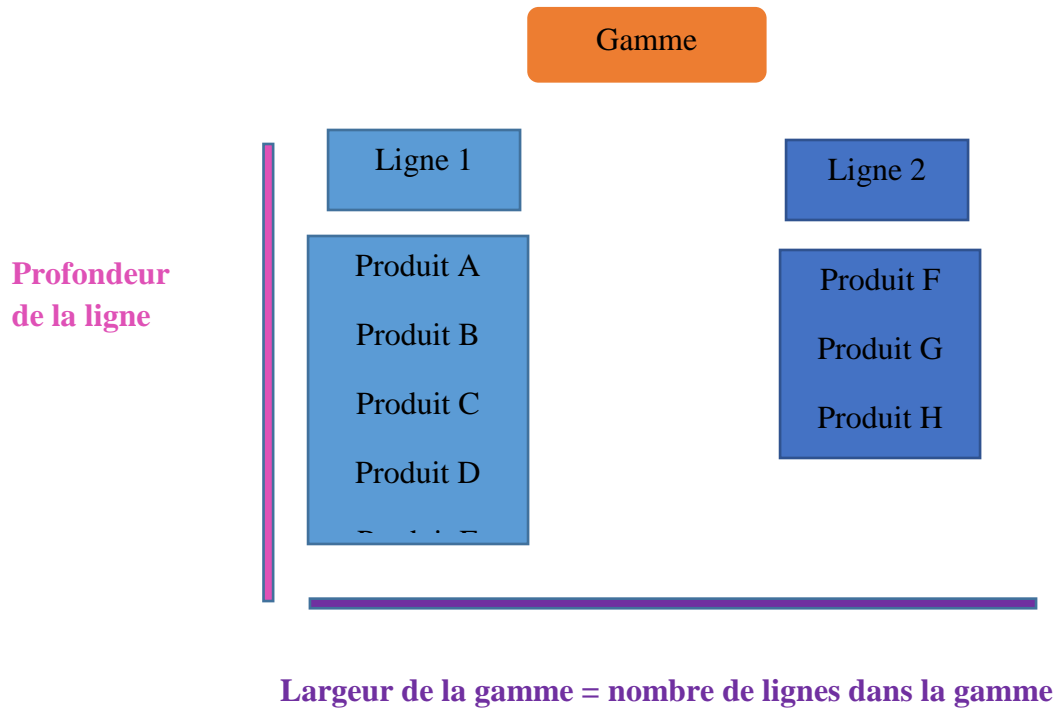 Gamme
Ligne 1
Ligne 2
Profondeur
de la ligne
Produit A
Produit B
Produit C
Produit D
Produit F
Produit G
Produit H
Largeur de la gamme = nombre de lignes dans la gamme